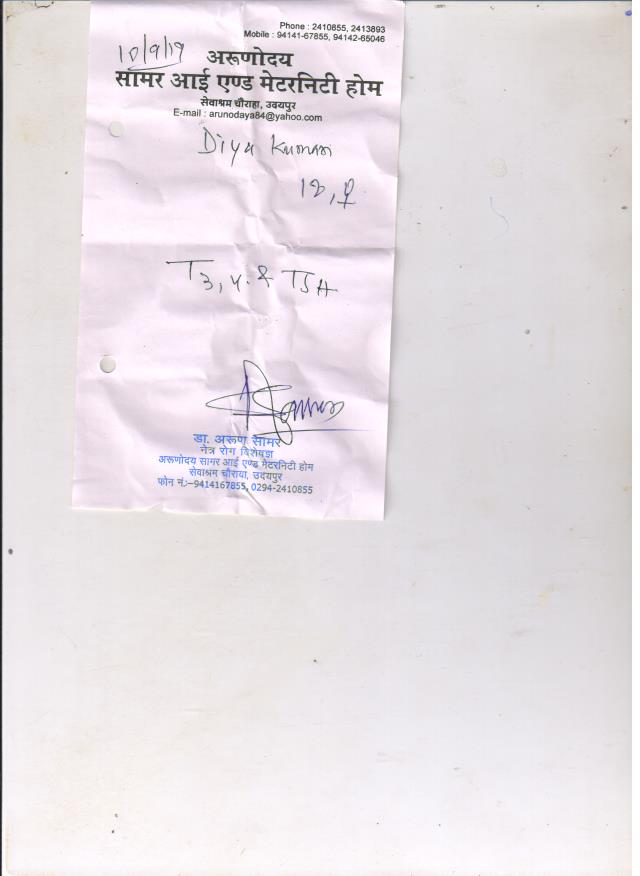 Phone : 2410855, 2413893
Mobile : 94141-67855, 94142-65046
10/9/19
अरूणोदय
सामर आई एण्ड मेटरनिटी होम
सेवाश्रम चौराहा, उदयपुर
E-mail : arunodaya84@yahoo.com
Diya Kumari
T3, 4. & TSH
डा. अरूण सामर
नेत्र रोग विशेषज्ञ
अरूणोदय सामर आई एण्ड मेटरनिटी होम
सेवाश्रम चौराया, उदयपुर
फोन नं.:–9414167855, 0294-2410855